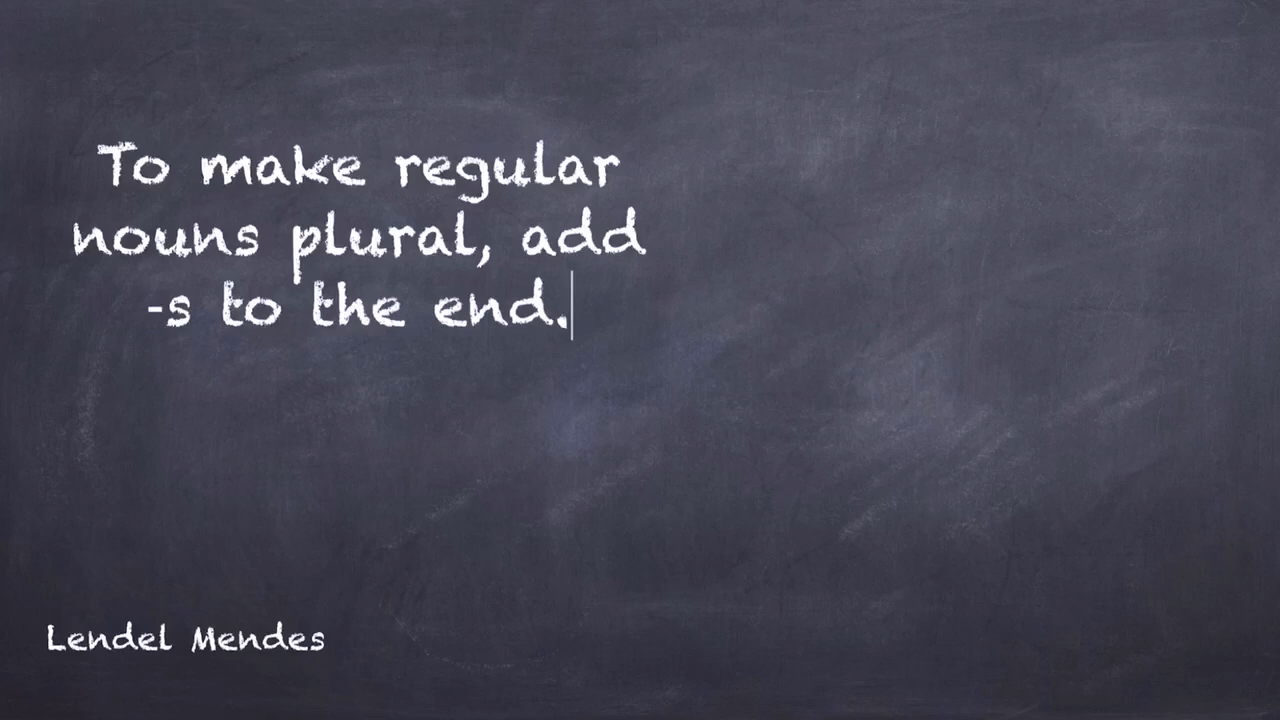 To make regular
nouns plural, add
-s to the end.
Lendel Mendes